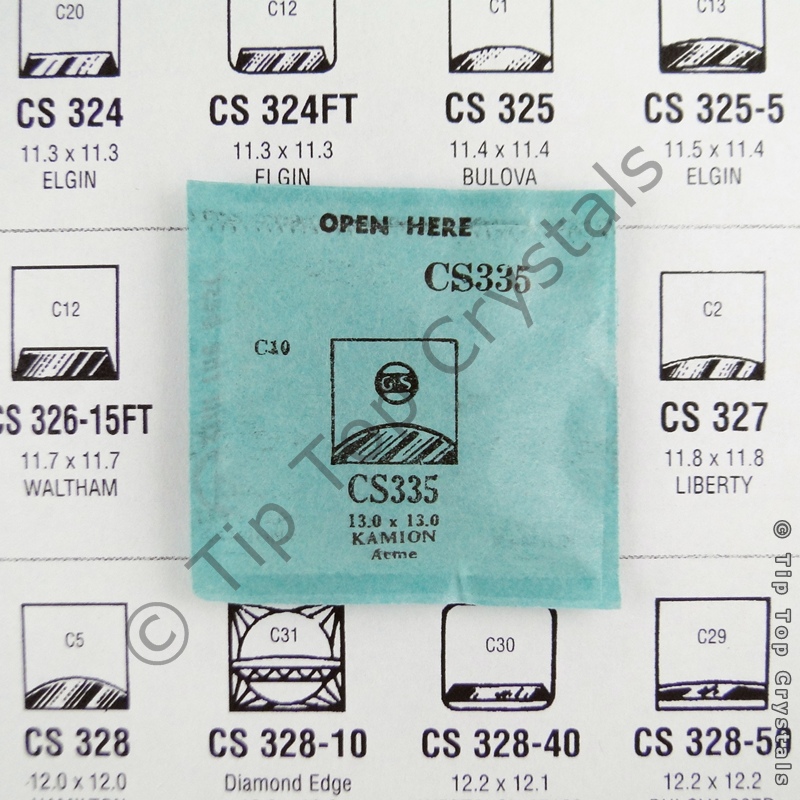 C20 C12 C1 C13
CS 324 CS 324FT CS 325 CS 325-5
11.3 x 11.3 11.3 x 11.3 11.4 x 11.4 11.5 x 11.4
ELGIN ELGIN BULOVA ELGIN
OPEN HERE
CS335
C10
GS
CS335
13.0 x 13.0
KAMION
Acme
C12
CS 326-15FT
11.7 x 11.7
WALTHAM
C2
CS 327
11.8 x 11.8
LIBERTY
C5 C31 C30 C29
CS 328 CS 328-10 CS 328-40 CS 328-50
12.0 x 12.0 Diamond Edge 12.2 x 12.1 12.2 x 12.2
HAMILTON
© Tip Top Crystals
© Tip Top Crystals